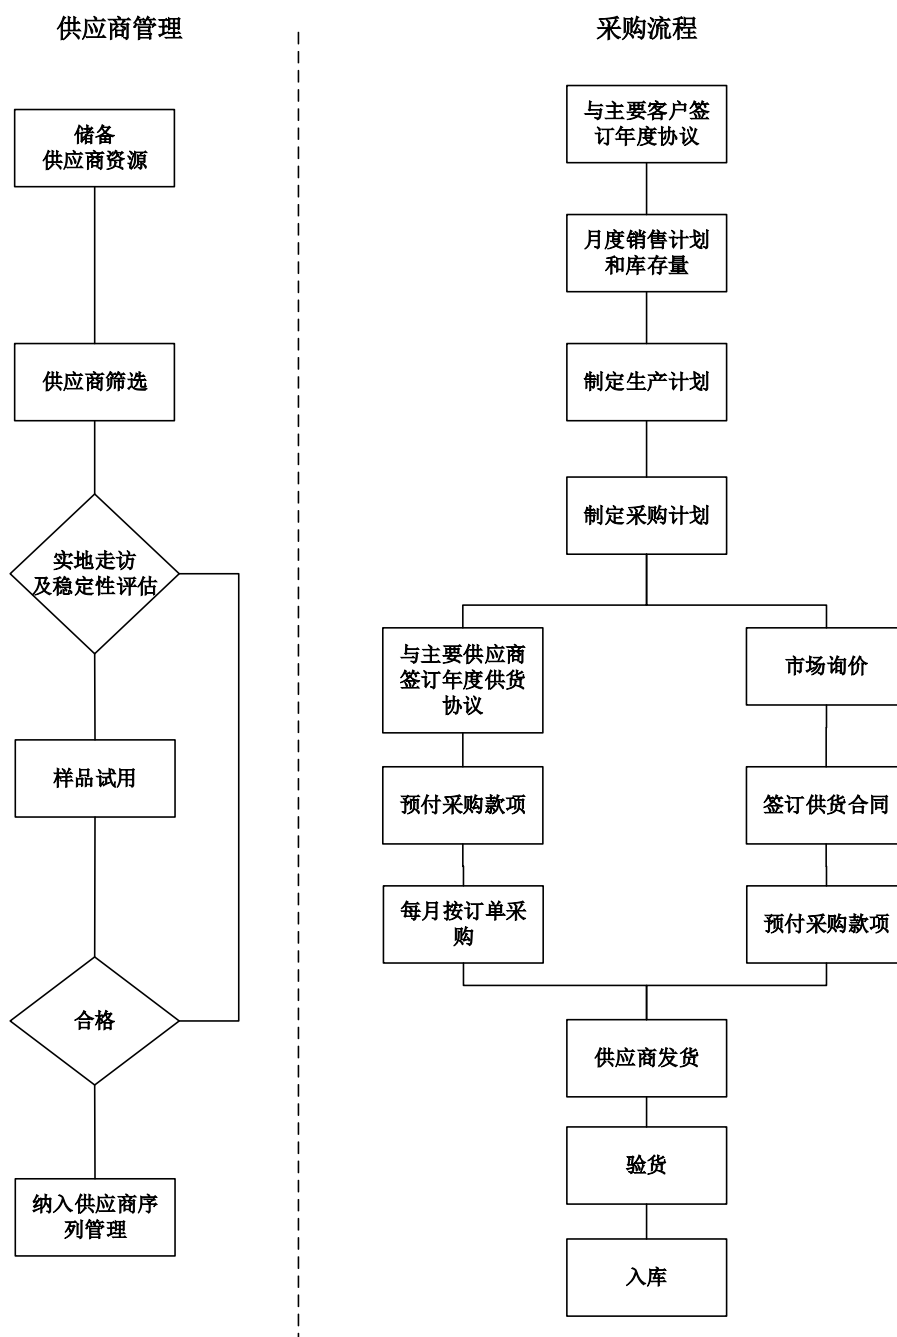 供应商管理
储备
供应商资源
供应商筛选
实地走访
及稳定性评估
样品试用
合格
纳入供应商序
列管理
采购流程
与主要客户签
订年度协议
月度销售计划
和库存量
制定生产计划
制定采购计划
与主要供应商
签订年度供货
协议
预付采购款项
每月按订单采
购
市场询价
签订供货合同
预付采购款项
供应商发货
验货
入库